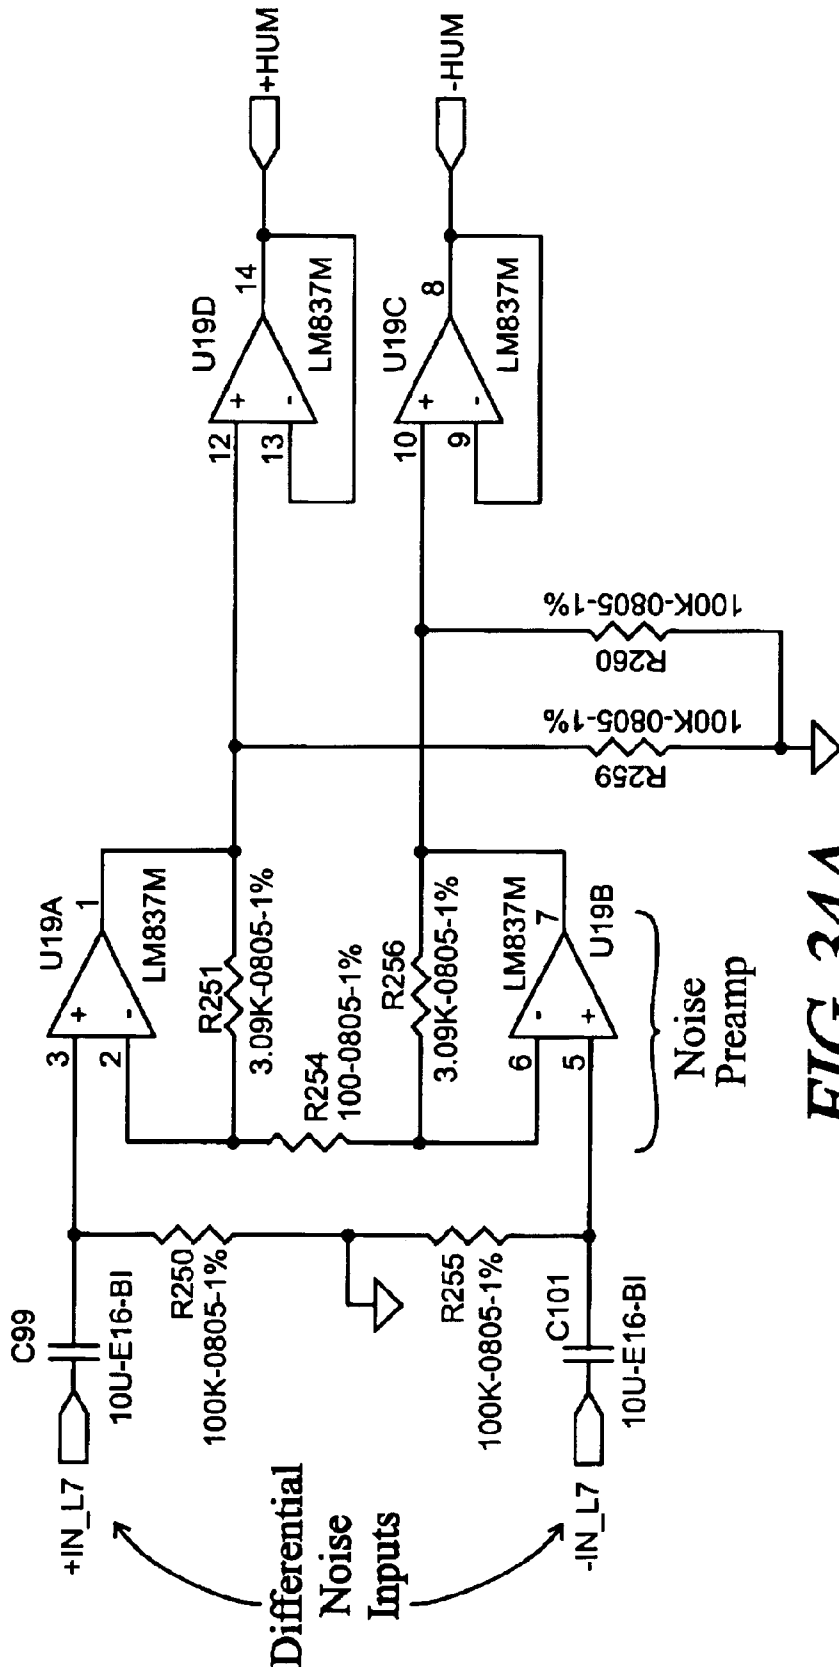 Differential
Noise
Inputs
+IN_L7
C99
10U-E16-BI
R250
100K-0805-1%
R255
100K-0805-1%
-IN_L7
C101
10U-E16-BI
U19A
3
+
2
-
1
LM837M
R251
3.09K-0805-1%
R254
100-0805-1%
R256
3.09K-0805-1%
LM837M
6
-
5
+
7
U19B
Noise
Preamp
R259
100K-0805-1%
R260
100K-0805-1%
U19D
12
+
13
-
14
LM837M
+HUM
U19C
10
+
9
-
8
LM837M
-HUM
FIG 34A